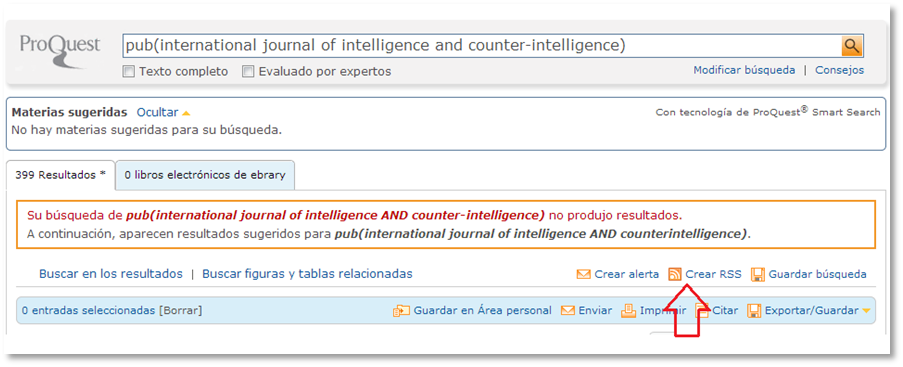 ProQuest
pub(international journal of intelligence and counter-intelligence)
Texto completo Evaluado por expertos
Modificar búsqueda | Consejos
Materias sugeridas Ocultar
Con tecnología de ProQuest® Smart Search
No hay materias sugeridas para su búsqueda.
399 Resultados * 0 libros electrónicos de ebrary
Su búsqueda de pub(international journal of intelligence AND counter-intelligence) no produjo resultados.
A continuación, aparecen resultados sugeridos para pub(international journal of intelligence AND counterintelligence).
Buscar en los resultados | Buscar figuras y tablas relacionadas Crear alerta Crear RSS Guardar búsqueda
0 entradas seleccionadas [Borrar] Guardar en Área personal Enviar Imprimir Citar Exportar/Guardar